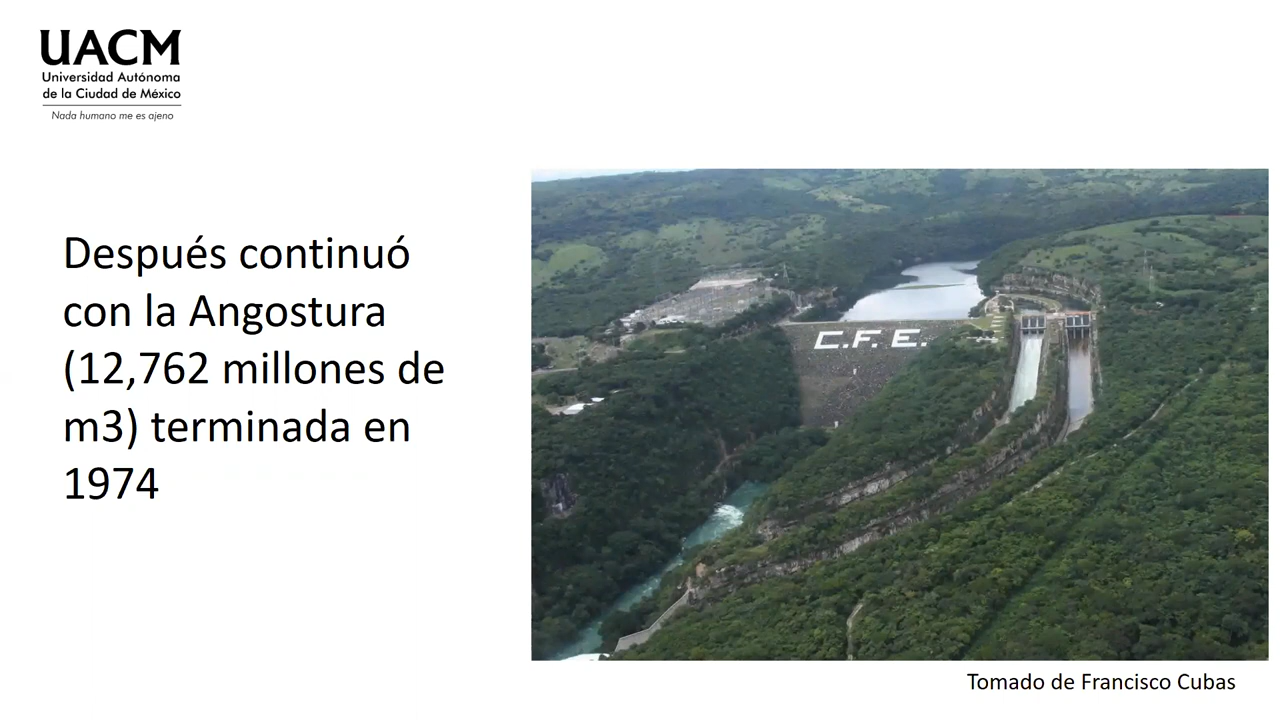 UACM
Universidad Autónoma
de la Ciudad de México
Nada humano me es ajeno
Después continuó
con la Angostura
(12,762 millones de
m3) terminada en
1974
C.F.E.
Tomado de Francisco Cubas